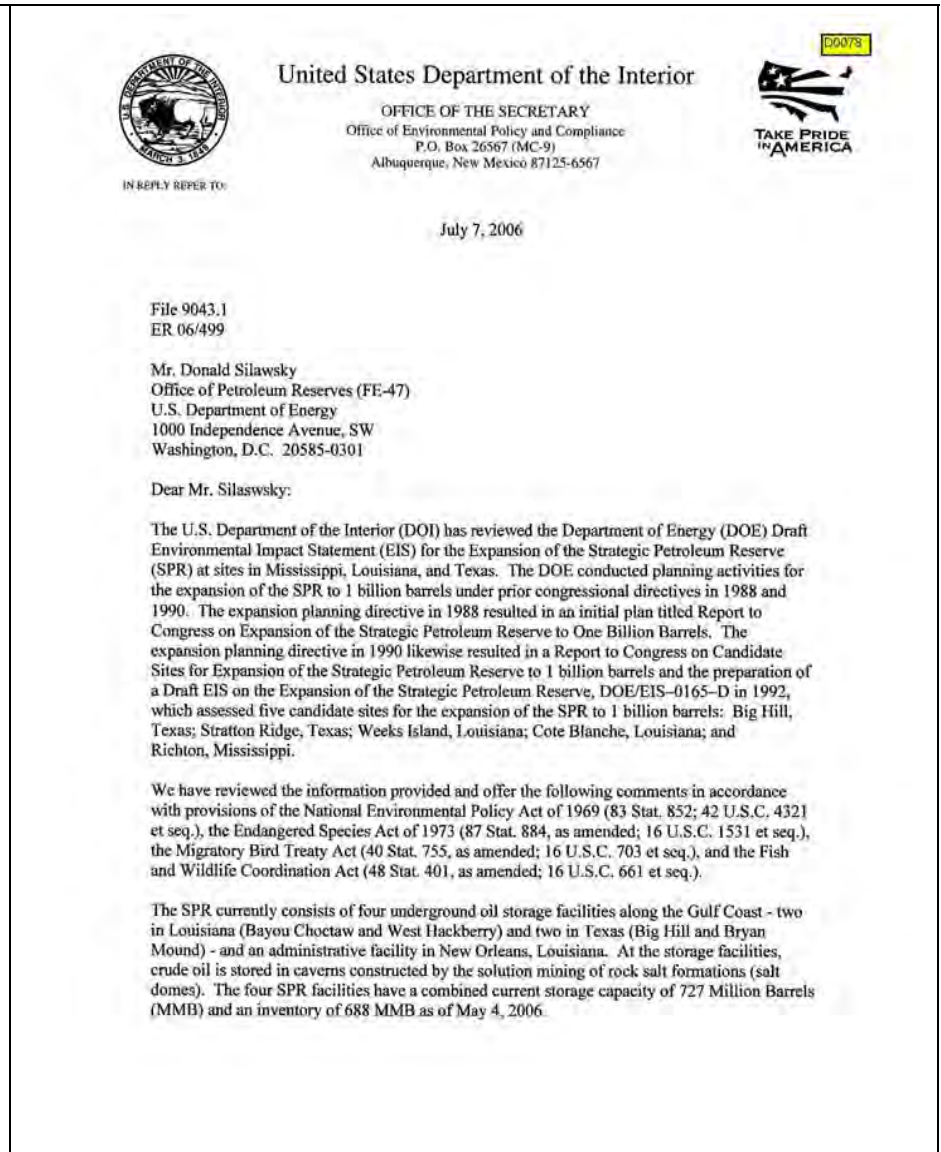 D0078
U.S. DEPARTMENT OF THE INTERIOR
MARCH 3, 1849
United States Department of the Interior
OFFICE OF THE SECRETARY
Office of Environmental Policy and Compliance
P.O. Box 26567 (MC-9)
Albuquerque, New Mexico 87125-6567
TAKE PRIDE
IN AMERICA
IN REPLY REFER TO:
July 7, 2006
File 9043.1
ER 06/499
Mr. Donald Silawsky
Office of Petroleum Reserves (FE-47)
U.S. Department of Energy
1000 Independence Avenue, SW
Washington, D.C. 20585-0301
Dear Mr. Silaswsky:
The U.S. Department of the Interior (DOI) has reviewed the Department of Energy (DOE) Draft
Environmental Impact Statement (EIS) for the Expansion of the Strategic Petroleum Reserve
(SPR) at sites in Mississippi, Louisiana, and Texas. The DOE conducted planning activities for
the expansion of the SPR to 1 billion barrels under prior congressional directives in 1988 and
1990. The expansion planning directive in 1988 resulted in an initial plan titled Report to
Congress on Expansion of the Strategic Petroleum Reserve to One Billion Barrels. The
expansion planning directive in 1990 likewise resulted in a Report to Congress on Candidate
Sites for Expansion of the Strategic Petroleum Reserve to 1 billion barrels and the preparation of
a Draft EIS on the Expansion of the Strategic Petroleum Reserve, DOE/EIS–0165–D in 1992,
which assessed five candidate sites for the expansion of the SPR to 1 billion barrels: Big Hill,
Texas; Stratton Ridge, Texas; Weeks Island, Louisiana; Cote Blanche, Louisiana; and
Richton, Mississippi.
We have reviewed the information provided and offer the following comments in accordance
with provisions of the National Environmental Policy Act of 1969 (83 Stat. 852; 42 U.S.C. 4321
et seq.), the Endangered Species Act of 1973 (87 Stat. 884, as amended; 16 U.S.C. 1531 et seq.),
the Migratory Bird Treaty Act (40 Stat. 755, as amended; 16 U.S.C. 703 et seq.), and the Fish
and Wildlife Coordination Act (48 Stat. 401, as amended; 16 U.S.C. 661 et seq.).
The SPR currently consists of four underground oil storage facilities along the Gulf Coast - two
in Louisiana (Bayou Choctaw and West Hackberry) and two in Texas (Big Hill and Bryan
Mound) - and an administrative facility in New Orleans, Louisiana. At the storage facilities,
crude oil is stored in caverns constructed by the solution mining of rock salt formations (salt
domes). The four SPR facilities have a combined current storage capacity of 727 Million Barrels
(MMB) and an inventory of 688 MMB as of May 4, 2006.